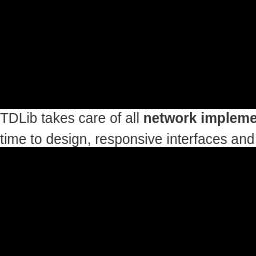 TDLib takes care of all network impleme
time to design, responsive interfaces and